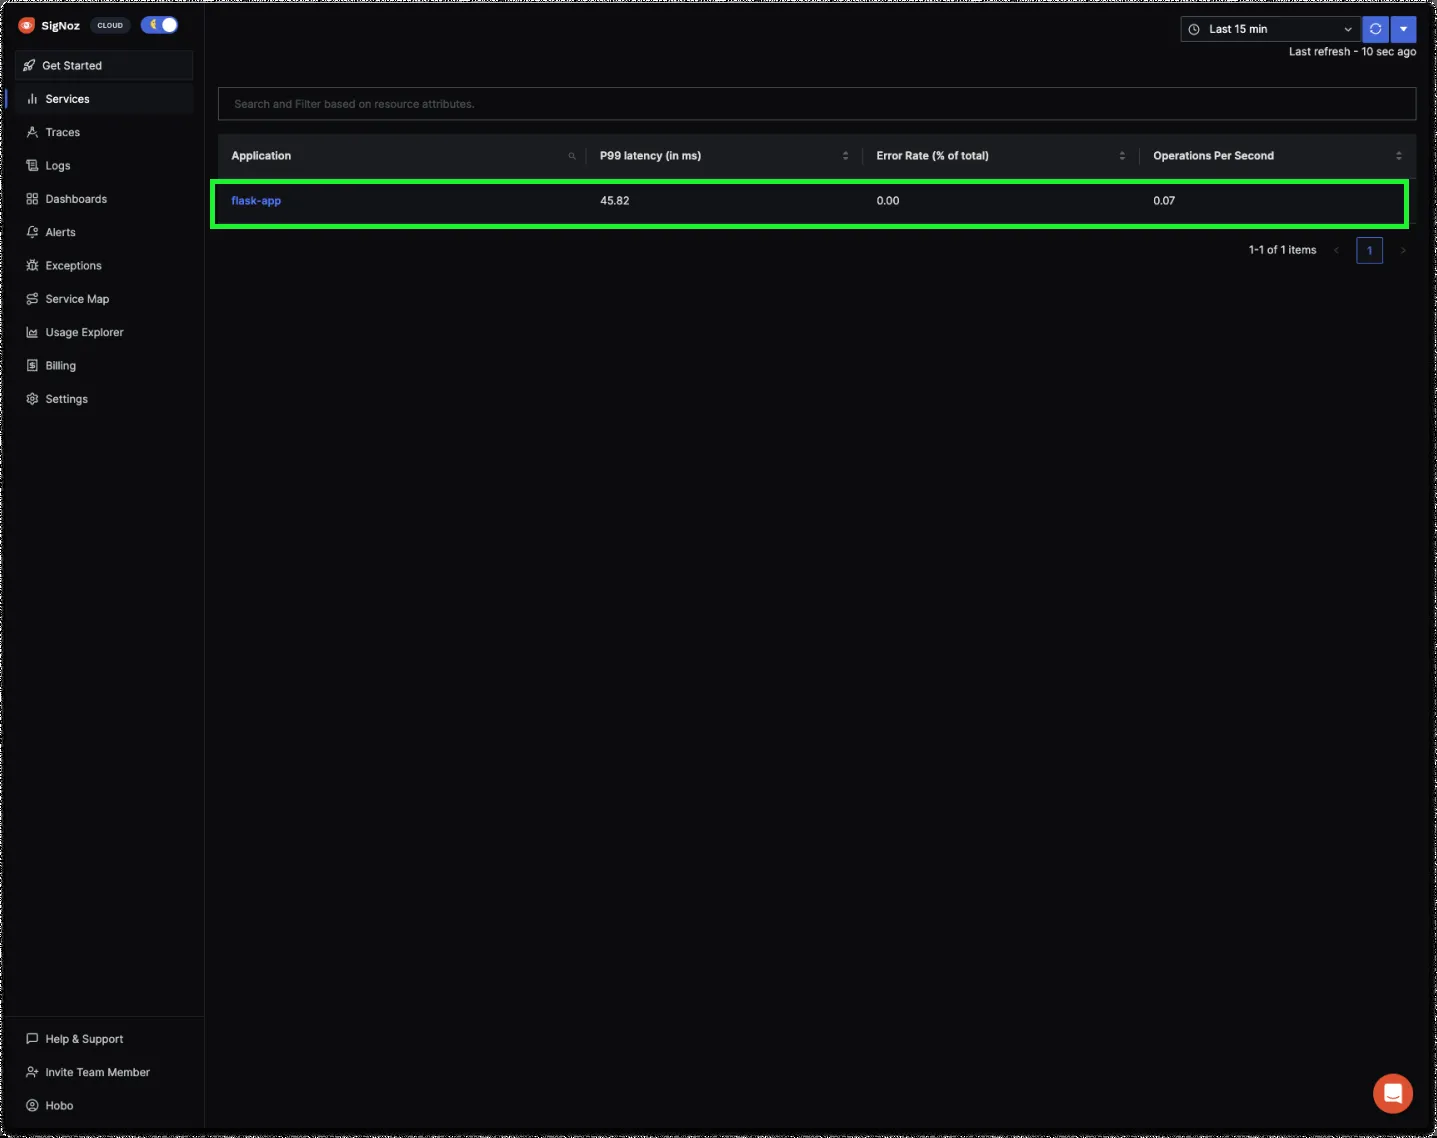 SigNoz CLOUD
Last 15 min
Last refresh - 10 sec ago
Get Started
Services
Traces
Logs
Dashboards
Alerts
Exceptions
Service Map
Usage Explorer
Billing
Settings
Search and Filter based on resource attributes.
Application P99 latency (in ms) Error Rate (% of total) Operations Per Second
flask-app 45.82 0.00 0.07
1-1 of 1 items 1
Help & Support
Invite Team Member
Hobo